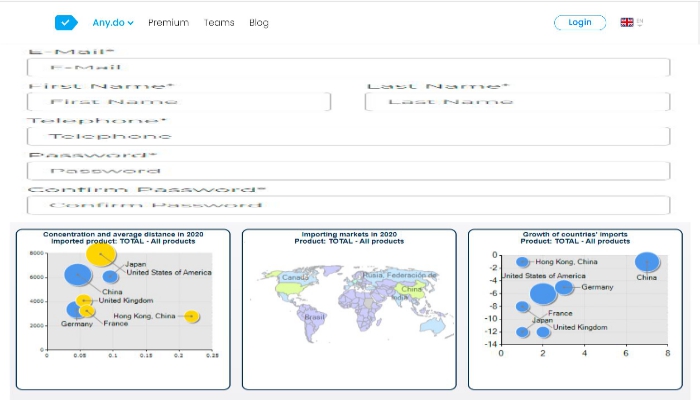 Any.do Premium Teams Blog Login EN
E-Mail*
E-Mail
First Name* Last Name*
First Name Last Name
Telephone*
Telephone
Password*
Password
Confirm Password*
Confirm Password
Concentration and average distance in 2020
Imported product: TOTAL - All products
8000
6000
4000
2000
0
0 0.05 0.1 0.15 0.2 0.25
Japan
United States of America
China
United Kingdom
Hong Kong, China
Germany
France
Importing markets in 2020
Product: TOTAL - All products
Canadá
Rusia, Federación de
China
India
Brasil
Growth of countries' imports
Product: TOTAL - All products
0
-2
-4
-6
-8
-10
-12
-14
0 2 4 6 8
Hong Kong, China
China
United States of America
Germany
France
Japan
United Kingdom